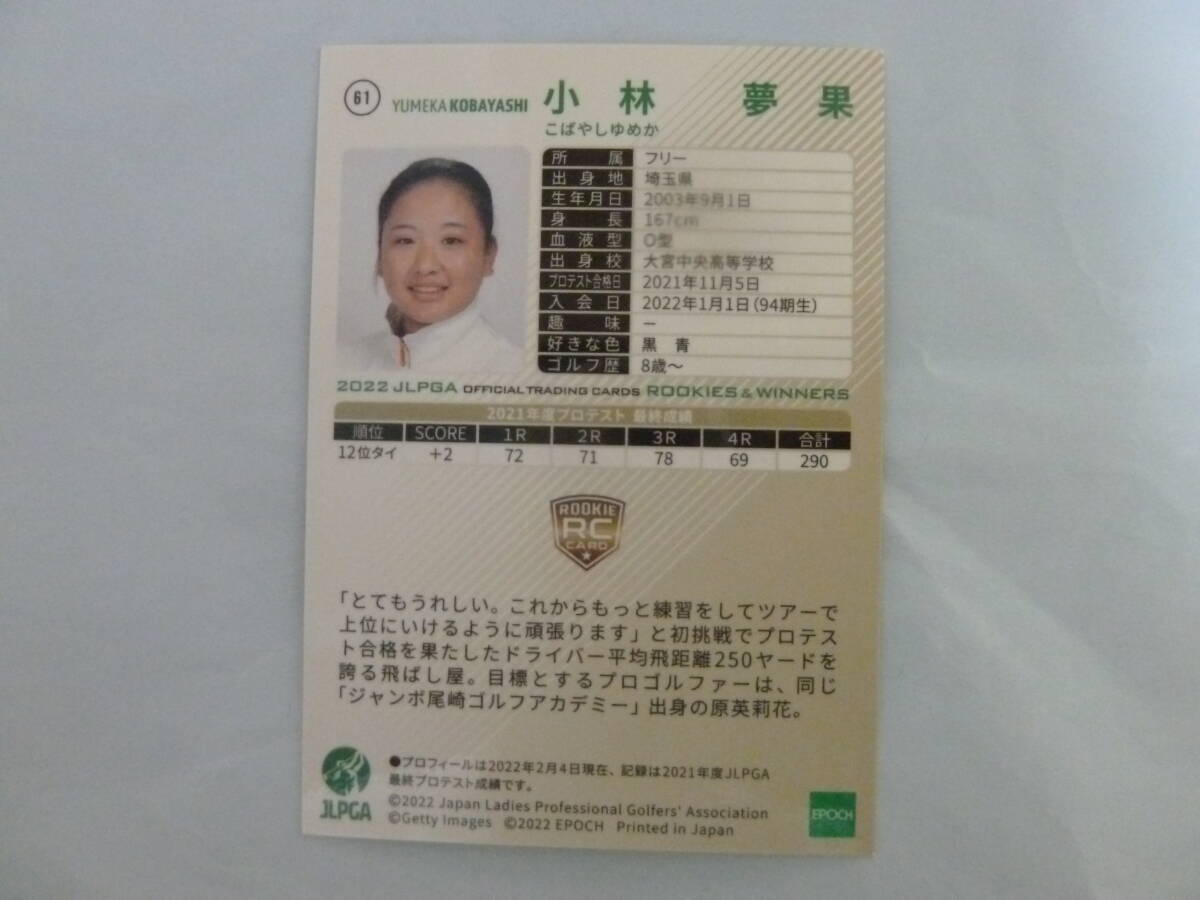 61 YUMEKA KOBAYASHI 小林 夢果
こばやしゆめか
所属 フリー
出身地 埼玉県
生年月日 2003年9月1日
身長 167cm
血液型 O型
出身校 大宮中央高等学校
プロテスト合格日 2021年11月5日
入会日 2022年1月1日(94期生)
趣味 －
好きな色 黒 青
ゴルフ歴 8歳～
2022 JLPGA OFFICIAL TRADING CARDS ROOKIES & WINNERS
2021年度プロテスト 最終成績
順位 SCORE 1R 2R 3R 4R 合計
12位タイ +2 72 71 78 69 290
ROOKIE
RC
CARD
「とてもうれしい。これからもっと練習をしてツアーで
上位にいけるように頑張ります」と初挑戦でプロテス
ト合格を果たしたドライバー平均飛距離250ヤードを
誇る飛ばし屋。目標とするプロゴルファーは、同じ
「ジャンボ尾崎ゴルフアカデミー」出身の原英莉花。
●プロフィールは2022年2月4日現在、記録は2021年度JLPGA
最終プロテスト成績です。
©2022 Japan Ladies Professional Golfers' Association
©Getty Images ©2022 EPOCH Printed in Japan
JLPGA
EPOCH